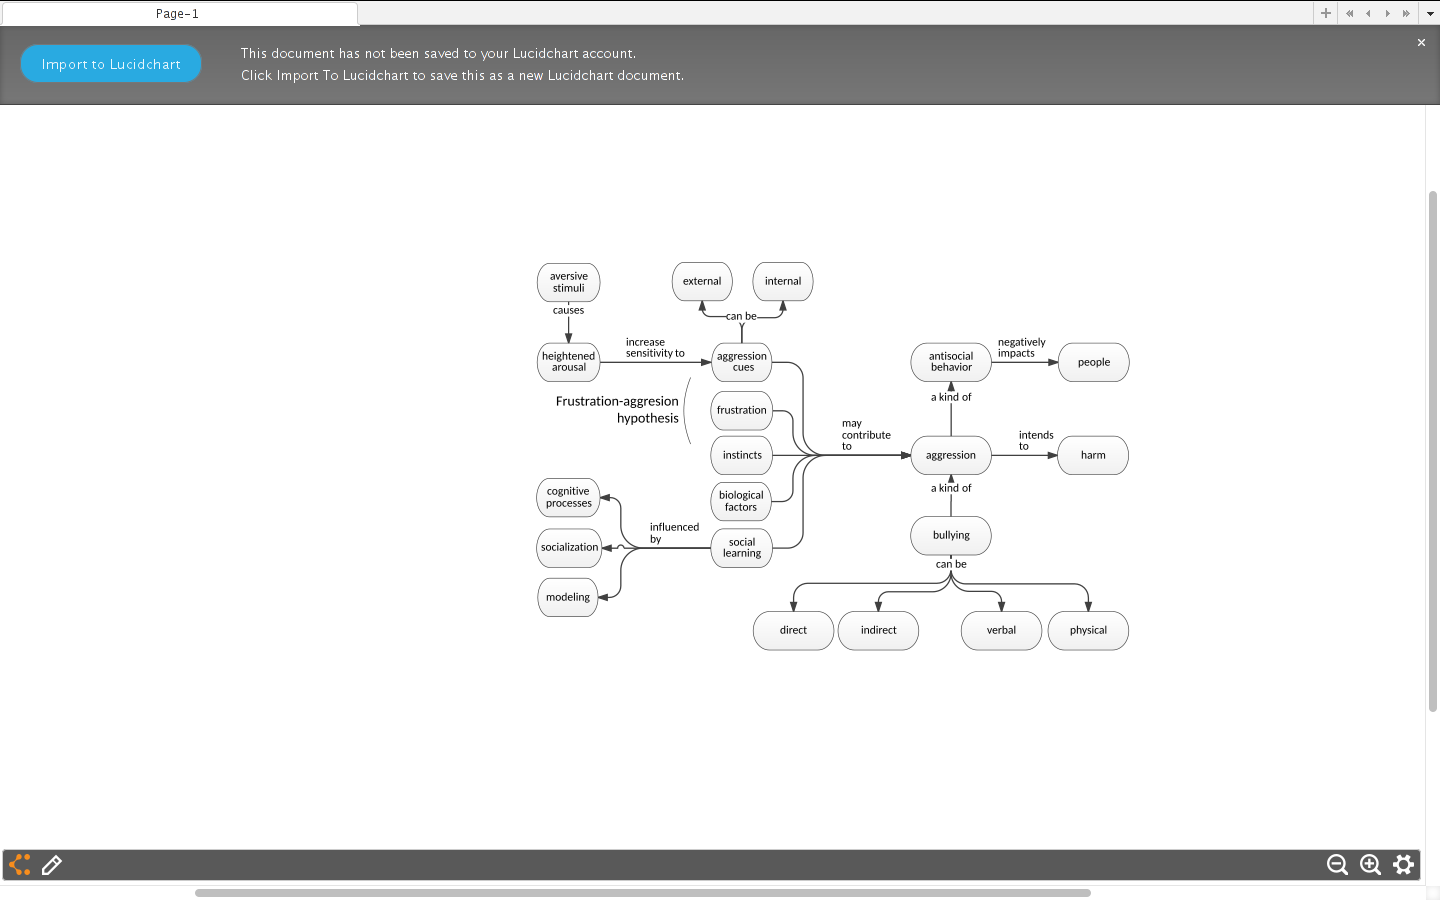 Page-1
Import to Lucidchart
This document has not been saved to your Lucidchart account.
Click Import To Lucidchart to save this as a new Lucidchart document.
aversive
stimuli
causes
heightened
arousal
increase
sensitivity to
external
internal
can be
aggression
cues
Frustration-aggresion
hypothesis
frustration
instincts
biological
factors
social
learning
influenced
by
cognitive
processes
socialization
modeling
may
contribute
to
antisocial
behavior
negatively
impacts
people
a kind of
aggression
intends
to
harm
a kind of
bullying
can be
direct
indirect
verbal
physical